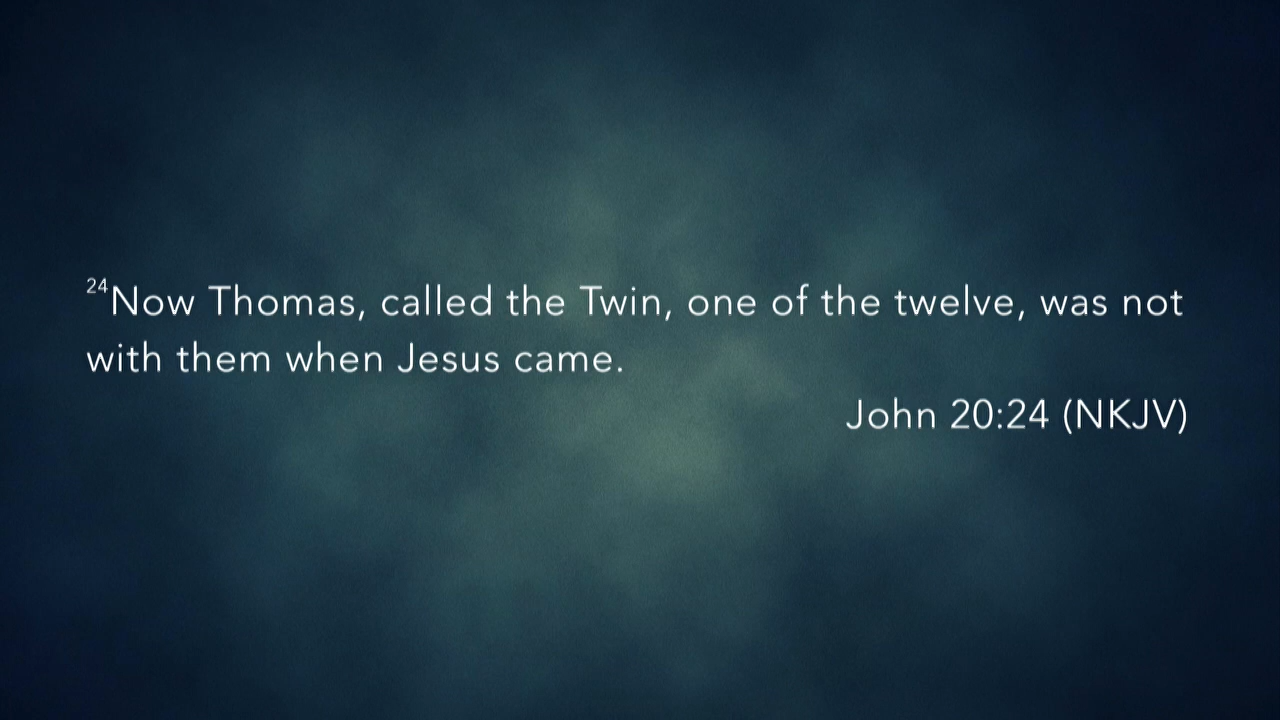 24Now Thomas, called the Twin, one of the twelve, was not
with them when Jesus came.
John 20:24 (NKJV)